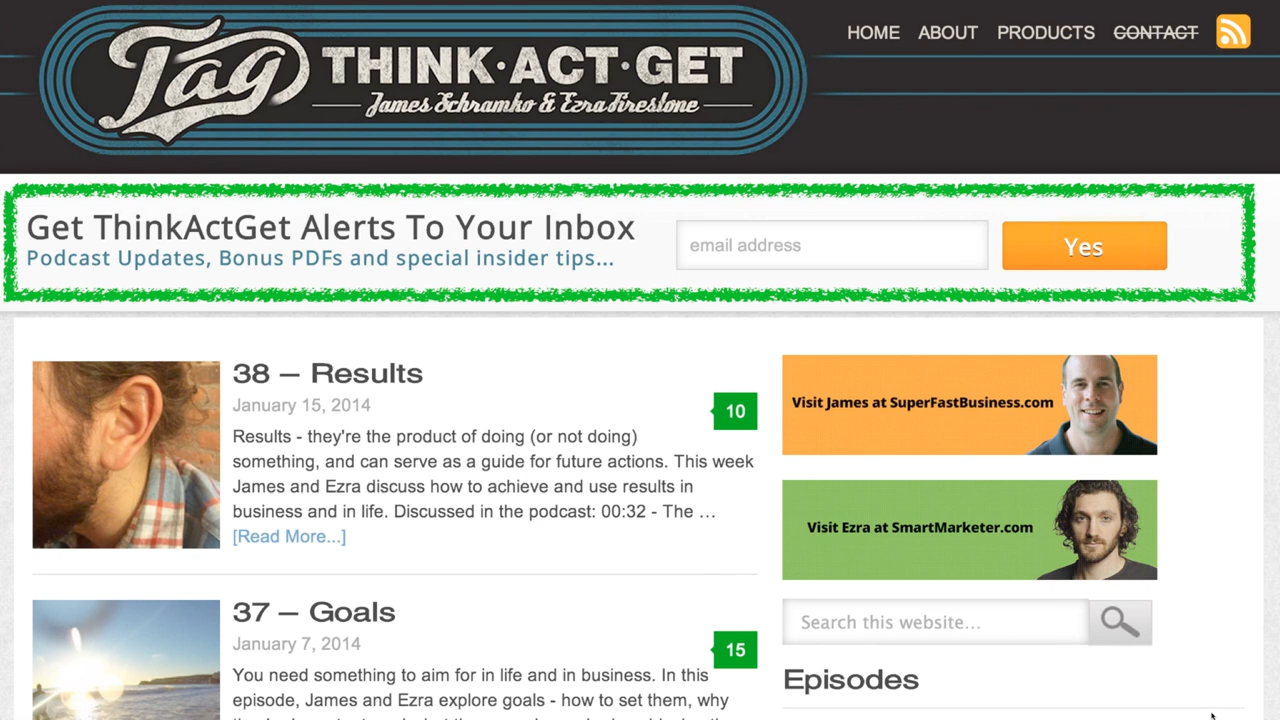 Tag
THINK·ACT·GET
James Schramko & Ezra Firestone
HOME ABOUT PRODUCTS CONTACT
Get ThinkActGet Alerts To Your Inbox
Podcast Updates, Bonus PDFs and special insider tips...
email address
Yes
38 – Results
January 15, 2014
10
Results - they're the product of doing (or not doing)
something, and can serve as a guide for future actions. This week
James and Ezra discuss how to achieve and use results in
business and in life. Discussed in the podcast: 00:32 - The …
[Read More...]
37 – Goals
January 7, 2014
15
You need something to aim for in life and in business. In this
episode, James and Ezra explore goals - how to set them, why
Visit James at SuperFastBusiness.com
Visit Ezra at SmartMarketer.com
Search this website…
Episodes